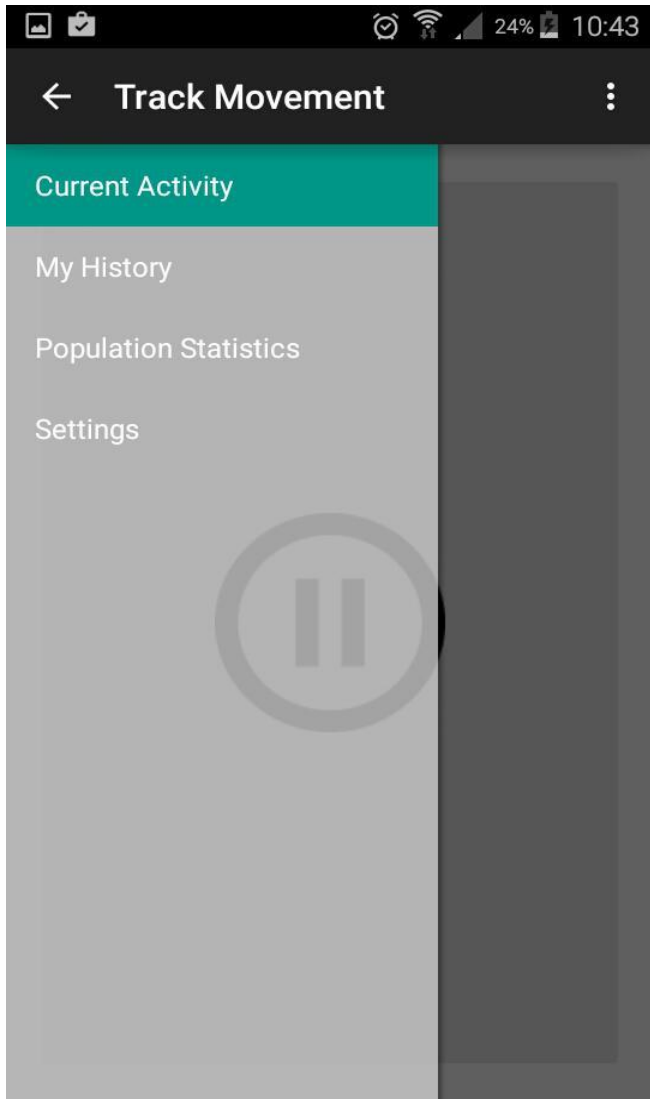 24% 10:43
Track Movement
Current Activity
My History
Population Statistics
Settings